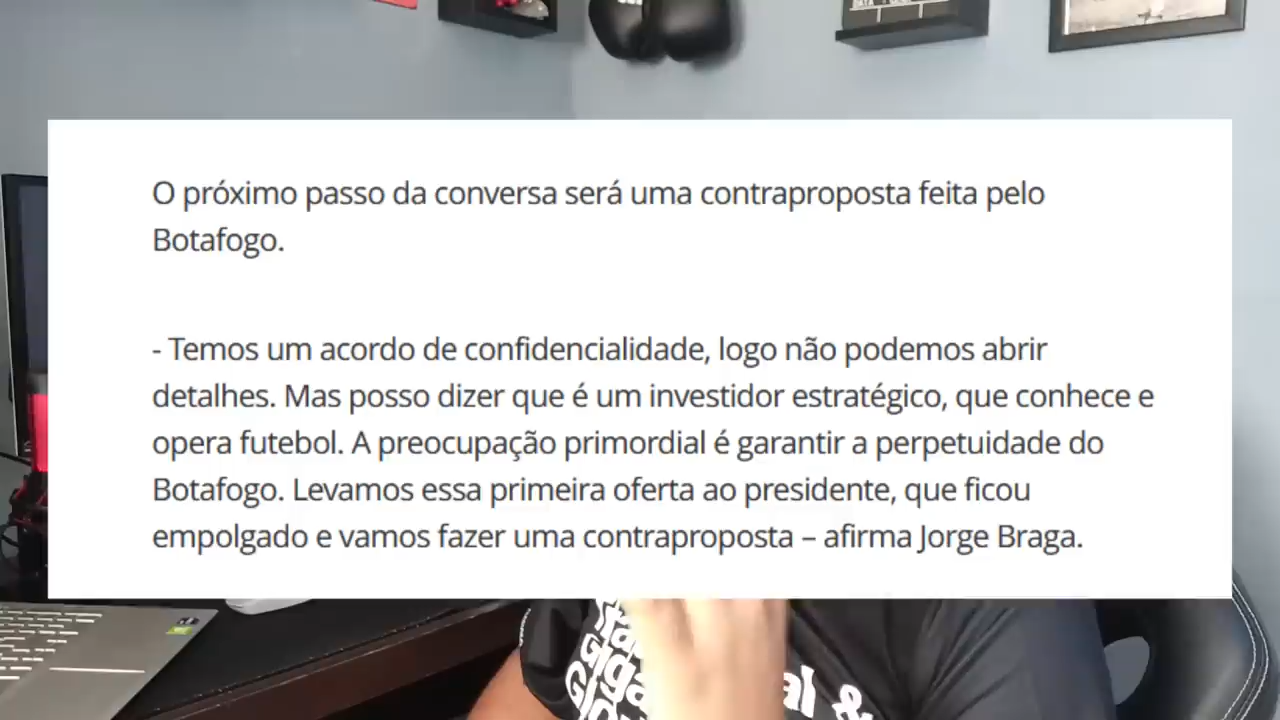 O próximo passo da conversa será uma contraproposta feita pelo
Botafogo.
- Temos um acordo de confidencialidade, logo não podemos abrir
detalhes. Mas posso dizer que é um investidor estratégico, que conhece e
opera futebol. A preocupação primordial é garantir a perpetuidade do
Botafogo. Levamos essa primeira oferta ao presidente, que ficou
empolgado e vamos fazer uma contraproposta – afirma Jorge Braga.